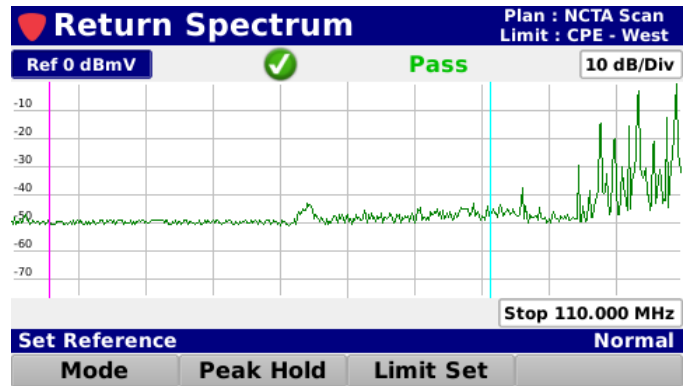 Return Spectrum
Plan : NCTA Scan
Limit : CPE - West
Ref 0 dBmV
Pass
10 dB/Div
-10
-20
-30
-40
-50
-60
-70
Stop 110.000 MHz
Set Reference
Normal
Mode
Peak Hold
Limit Set